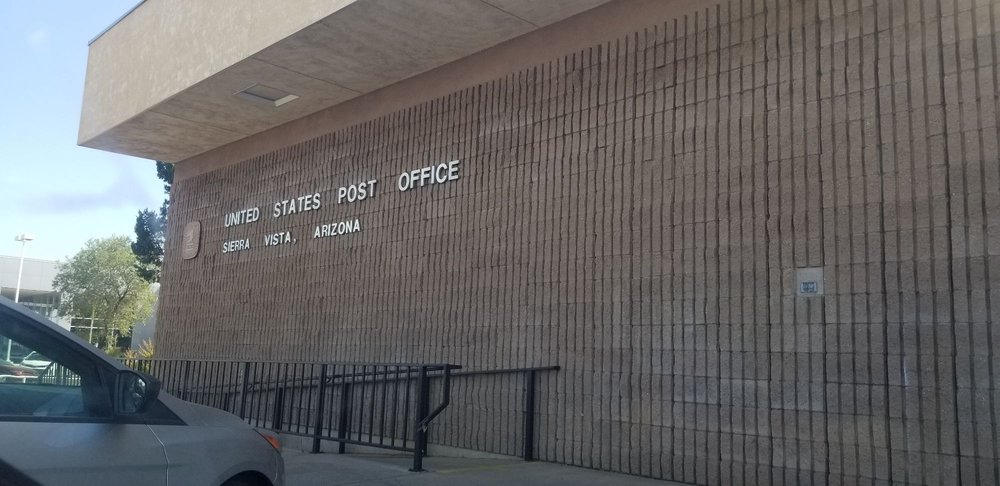 UNITED STATES POST OFFICE
SIERRA VISTA, ARIZONA